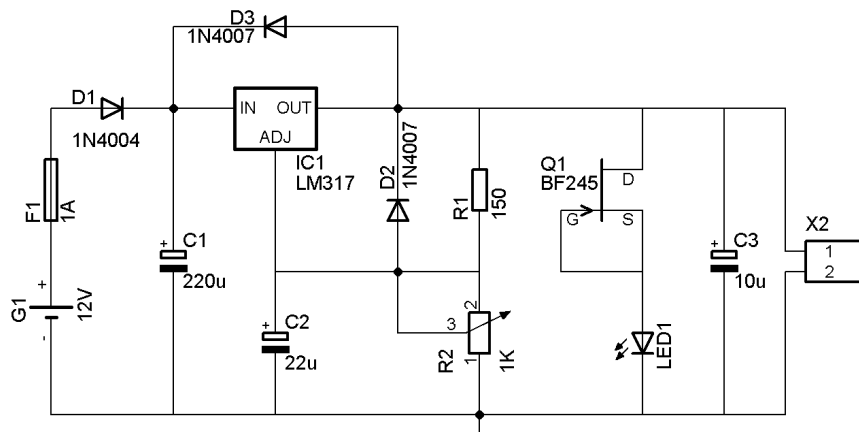 D3
1N4007
D1
1N4004
IN OUT
ADJ
IC1
LM317
D2
1N4007
R1
150
Q1
BF245
D
G S
F1
1A
+
C1
220u
+
C3
10u
X2
1
2
+
G1
12V
-
+
C2
22u
2
3
1
R2
1K
LED1